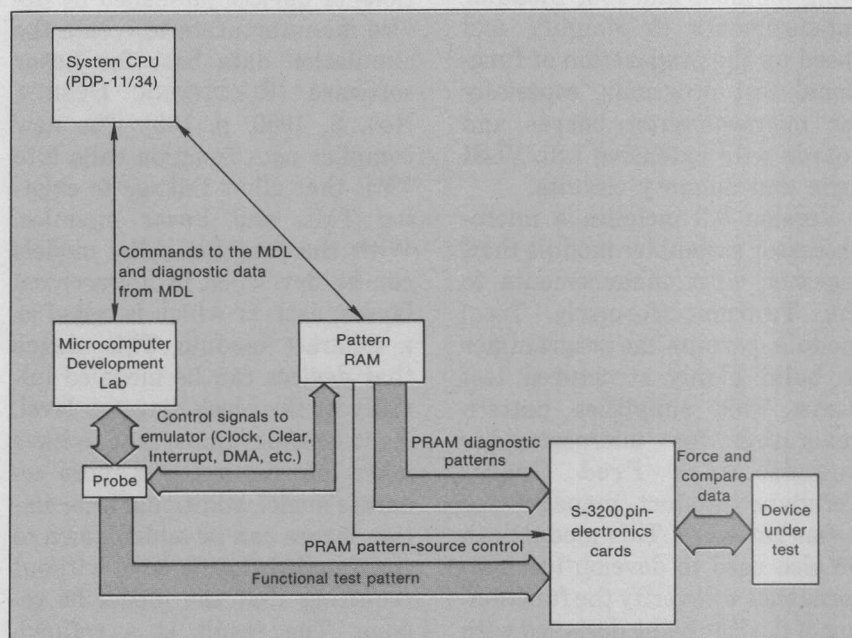 System CPU
(PDP-11/34)
Commands to the MDL
and diagnostic data
from MDL
Microcomputer
Development
Lab
Pattern
RAM
Control signals to
emulator (Clock, Clear,
Interrupt, DMA, etc.)
Probe
PRAM diagnostic
patterns
Force and
compare
data
S-3200 pin-
electronics
cards
Device
under
test
PRAM pattern-source control
Functional test pattern